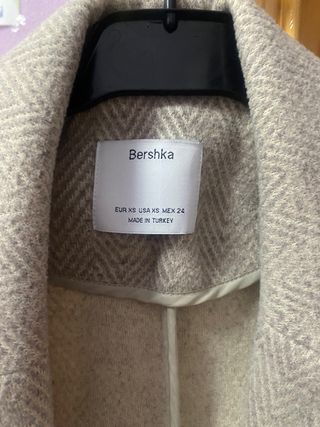 Bershka
EUR XS USA XS MEX 24
MADE IN TURKEY